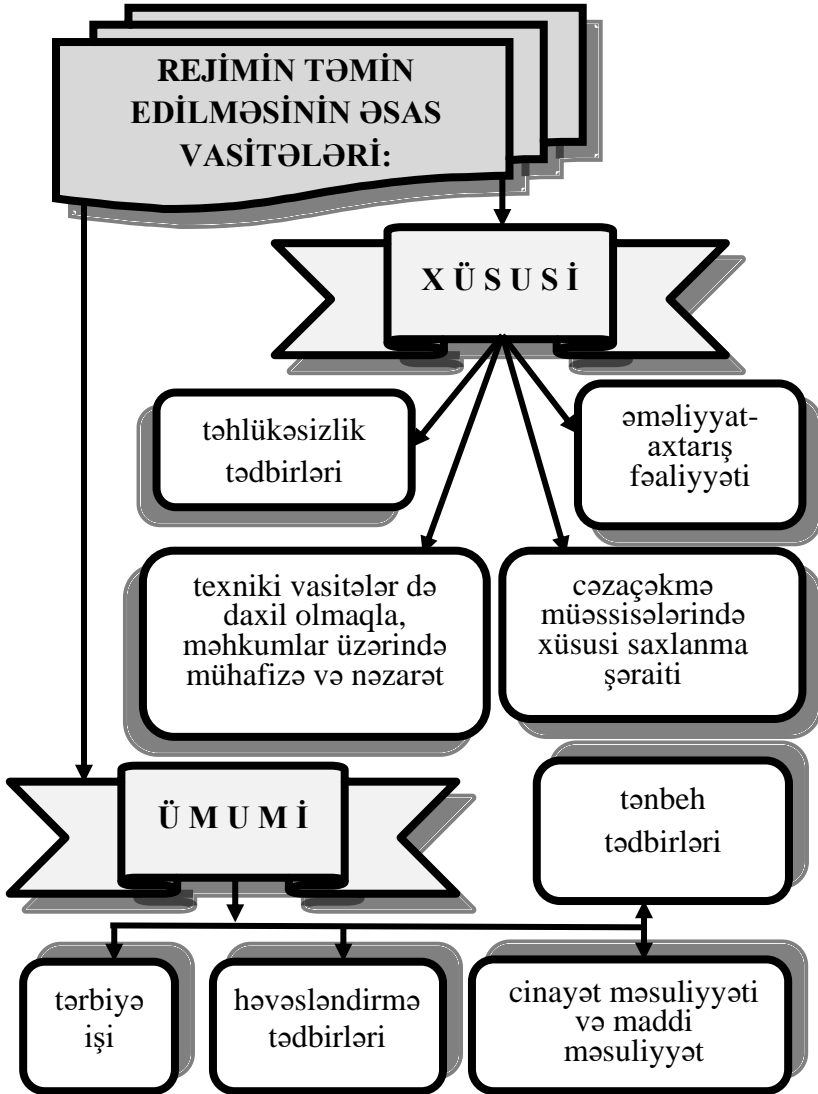 REJİMİN TƏMİN
EDİLMƏSİNİN ƏSAS
VASİTƏLƏRİ:
X Ü S U S İ
təhlükəsizlik
tədbirləri
əməliyyat-
axtarış
fəaliyyəti
texniki vasitələr də
daxil olmaqla,
məhkumlar üzərində
mühafizə və nəzarət
cəzaçəkmə
müəssisələrində
xüsusi saxlanma
şəraiti
Ü M U M İ
tənbeh
tədbirləri
tərbiyə
işi
həvəsləndirmə
tədbirləri
cinayət məsuliyyəti
və maddi
məsuliyyət